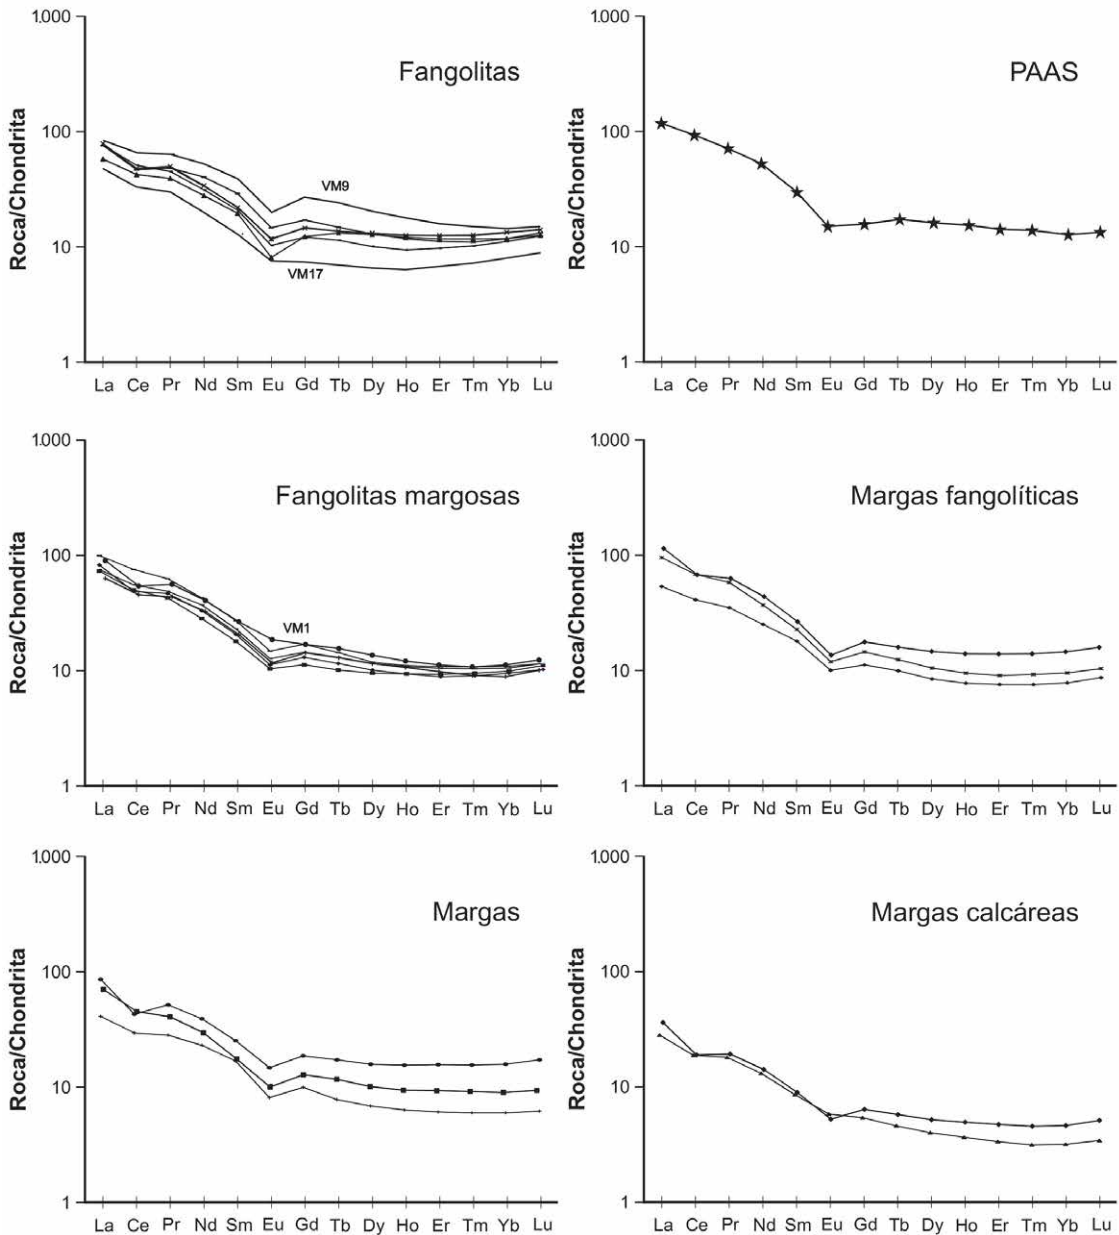 1.000
100
10
1
Roca/Chondrita
Fangolitas
VM9
VM17
La Ce Pr Nd Sm Eu Gd Tb Dy Ho Er Tm Yb Lu
1.000
100
10
1
Roca/Chondrita
PAAS
La Ce Pr Nd Sm Eu Gd Tb Dy Ho Er Tm Yb Lu
1.000
100
10
1
Roca/Chondrita
Fangolitas margosas
VM1
La Ce Pr Nd Sm Eu Gd Tb Dy Ho Er Tm Yb Lu
1.000
100
10
1
Roca/Chondrita
Margas fangolíticas
La Ce Pr Nd Sm Eu Gd Tb Dy Ho Er Tm Yb Lu
1.000
100
10
1
Roca/Chondrita
Margas
La Ce Pr Nd Sm Eu Gd Tb Dy Ho Er Tm Yb Lu
1.000
100
10
1
Roca/Chondrita
Margas calcáreas
La Ce Pr Nd Sm Eu Gd Tb Dy Ho Er Tm Yb Lu